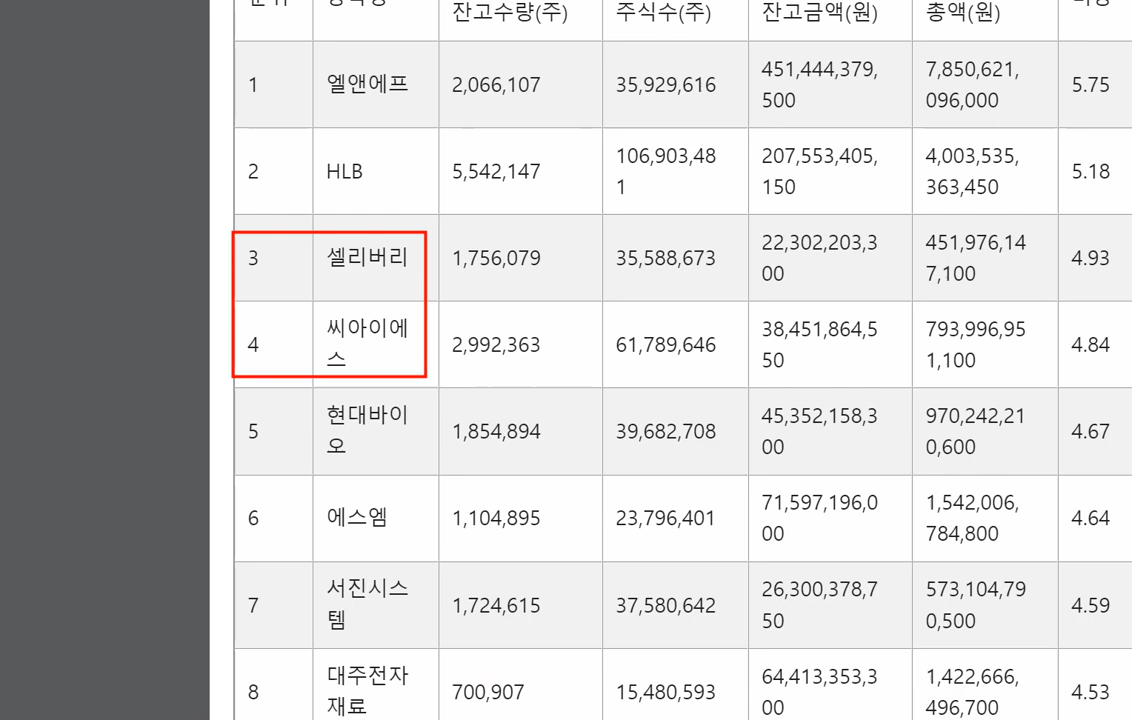 잔고수량(주) 주식수(주) 잔고금액(원) 총액(원)
1 엘앤에프 2,066,107 35,929,616 451,444,379, 7,850,621, 5.75
500 096,000
2 HLB 5,542,147 106,903,48 207,553,405, 4,003,535, 5.18
1 150 363,450
3 셀리버리 1,756,079 35,588,673 22,302,203,3 451,976,14 4.93
00 7,100
4 씨아이에 2,992,363 61,789,646 38,451,864,5 793,996,95 4.84
스 50 1,100
5 현대바이 1,854,894 39,682,708 45,352,158,3 970,242,21 4.67
오 00 0,600
6 에스엠 1,104,895 23,796,401 71,597,196,0 1,542,006, 4.64
00 784,800
7 서진시스 1,724,615 37,580,642 26,300,378,7 573,104,79 4.59
템 50 0,500
8 대주전자 700,907 15,480,593 64,413,353,3 1,422,666, 4.53
재료 00 496,700